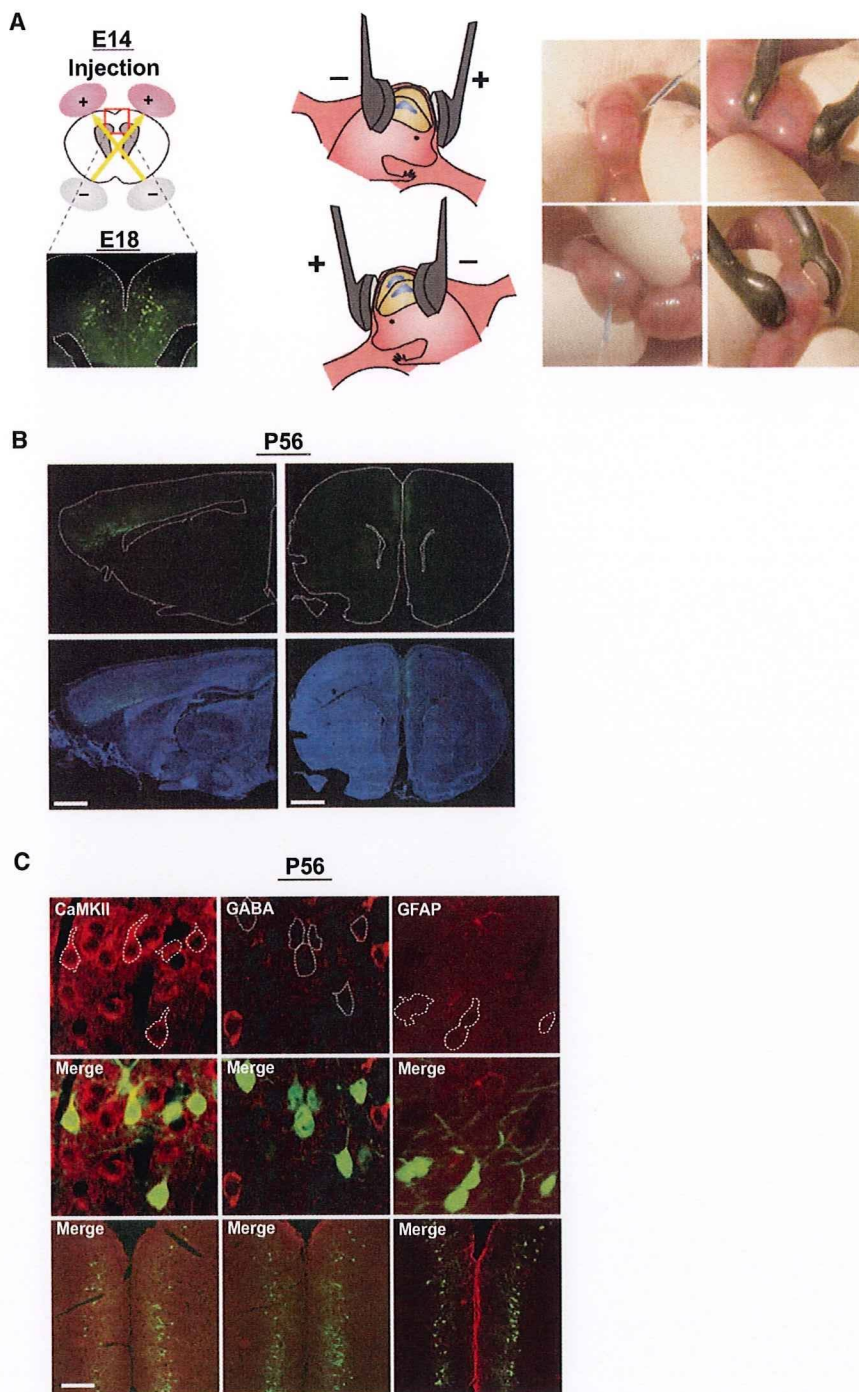 A
E14
Injection
+ +
− −
E18
− +
+ −
B
P56
C
P56
CaMKII GABA GFAP
Merge Merge Merge
Merge Merge Merge